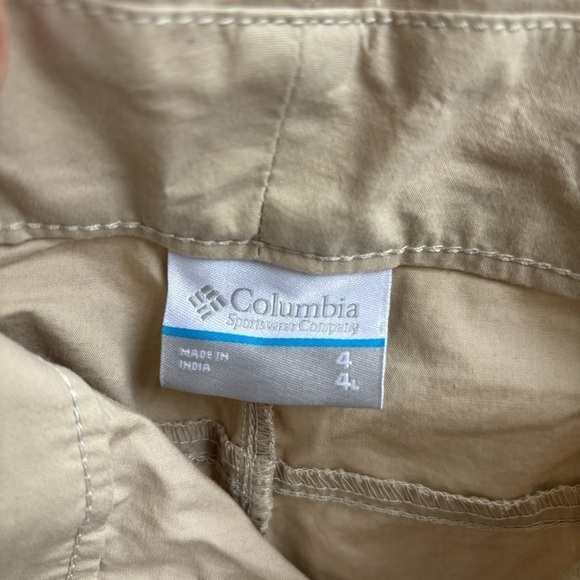 Columbia
Sportswear Company
MADE IN
INDIA
4
4L